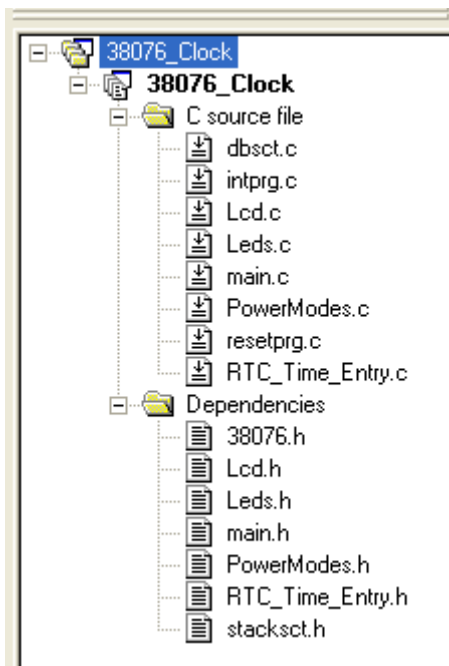 38076_Clock
38076_Clock
C source file
dbsct.c
intprg.c
Lcd.c
Leds.c
main.c
PowerModes.c
resetprg.c
RTC_Time_Entry.c
Dependencies
38076.h
Lcd.h
Leds.h
main.h
PowerModes.h
RTC_Time_Entry.h
stacksct.h